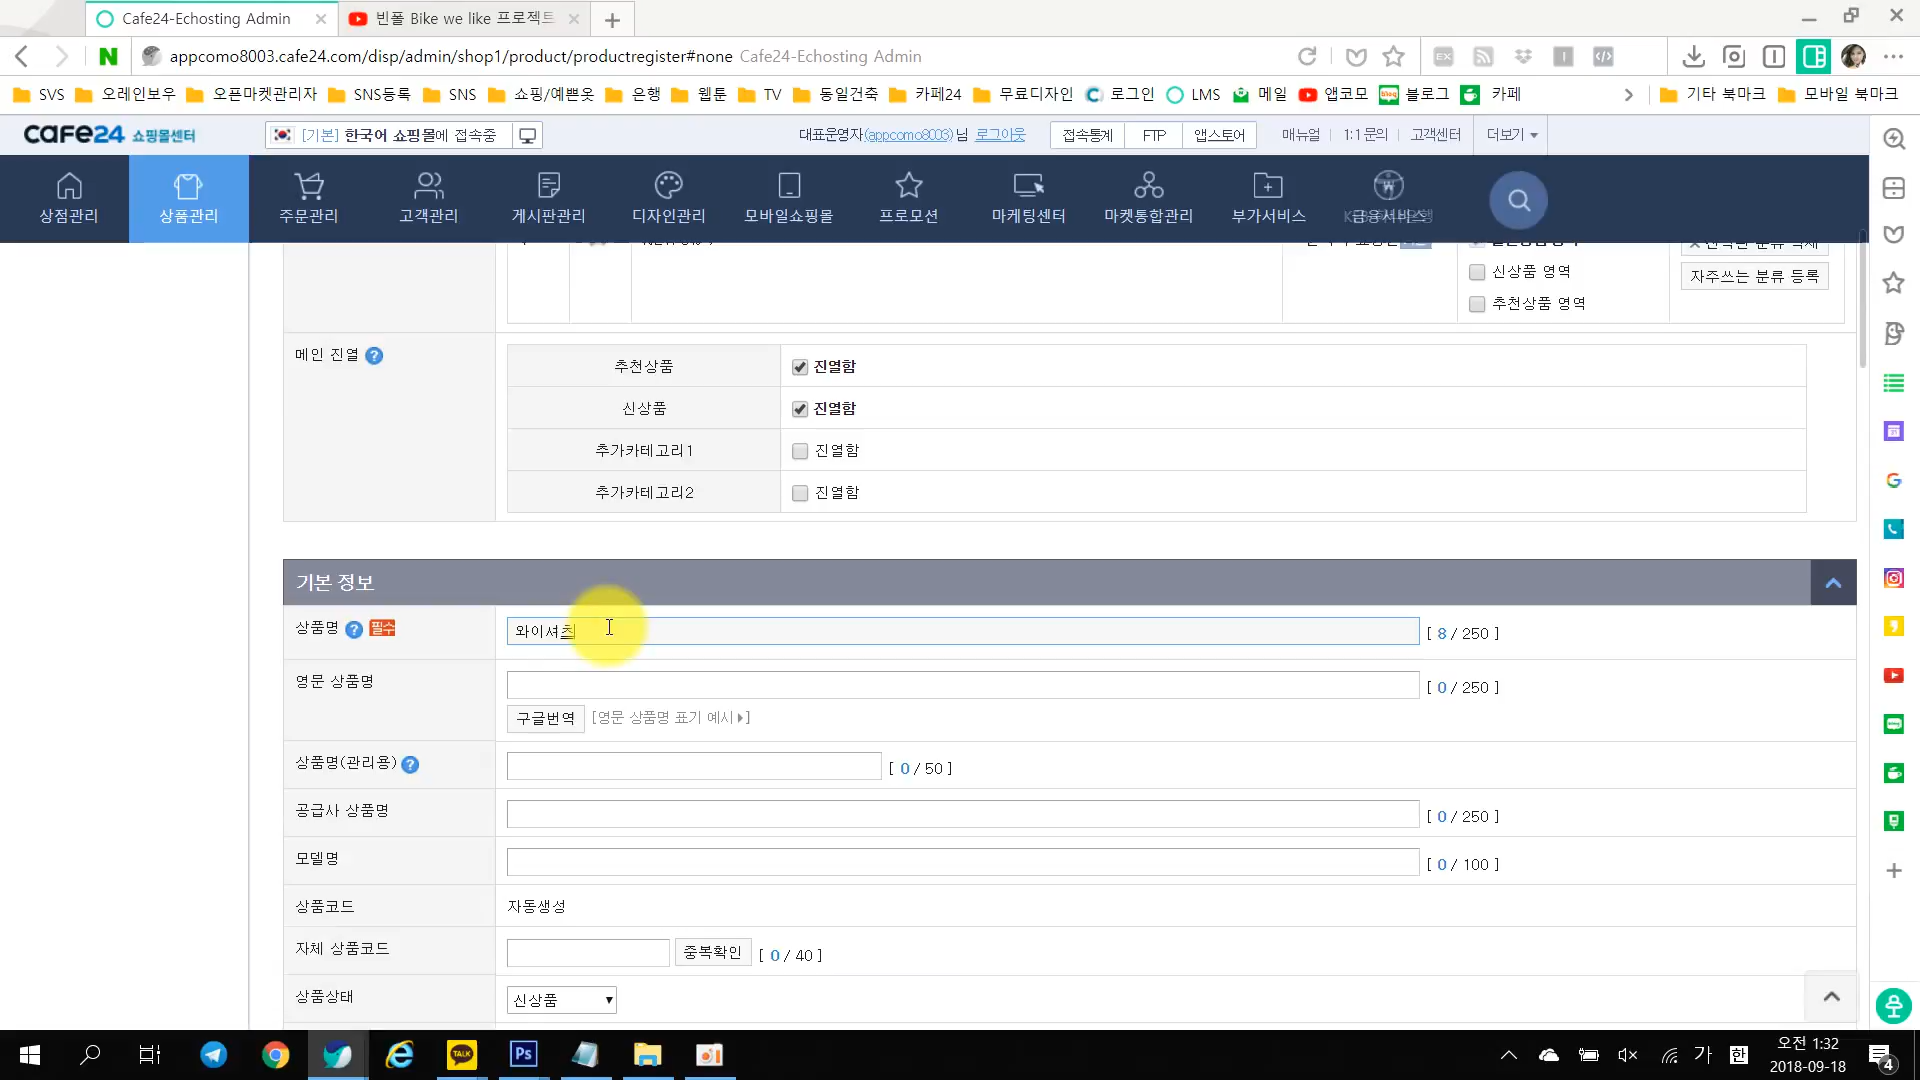 Cafe24-Echosting Admin
빈폴 Bike we like 프로젝트
appcomo8003.cafe24.com/disp/admin/shop1/product/productregister#none Cafe24-Echosting Admin
SVS 오레인보우 오픈마켓관리자 SNS등록 SNS 쇼핑/예쁜옷 은행 웹툰 TV 동일건축 카페24 무료디자인 로그인 LMS 메일 앱코모 블로그 카페 기타 북마크 모바일 북마크
cafe24 쇼핑몰센터 [기본] 한국어 쇼핑몰에 접속중 대표운영자(appcomo8003)님 로그아웃 접속통계 FTP 앱스토어 매뉴얼 1:1문의 고객센터 더보기
상점관리 상품관리 주문관리 고객관리 게시판관리 디자인관리 모바일쇼핑몰 프로모션 마케팅센터 마켓통합관리 부가서비스 금융서비스
신상품 영역 자주쓰는 분류 등록
추천상품 영역
메인 진열 ?
추천상품 진열함
신상품 진열함
추가카테고리1 진열함
추가카테고리2 진열함
기본 정보
상품명 ? 필수 와이셔츠 [ 8 / 250 ]
영문 상품명 [ 0 / 250 ]
구글번역 [영문 상품명 표기 예시]
상품명(관리용) ? [ 0 / 50 ]
공급사 상품명 [ 0 / 250 ]
모델명 [ 0 / 100 ]
상품코드 자동생성
자체 상품코드 중복확인 [ 0 / 40 ]
상품상태 신상품
TALK Ps 가 한 오전 1:32
2018-09-18 4